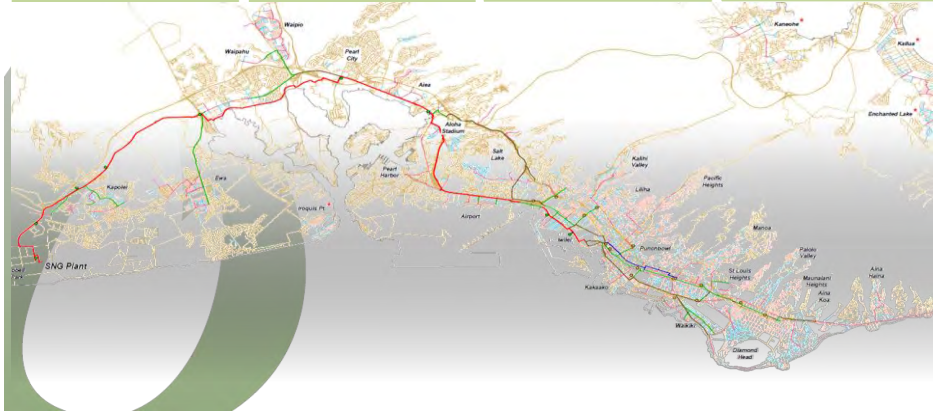 Waipio
Kaneohe
Waipahu
Pearl
City
Kailua
Aiea
Enchanted Lake
Aloha
Stadium
Salt
Lake
Kalihi
Valley
Pearl
Harbor
Pacific
Heights
Ewa
Kapolei
Liliha
Iroquis Pt.
Airport
Manoa
Iwilei
Punchbowl
Palolo
Valley
SNG Plant
St Louis
Heights
Aina
Haina
Maunalani
Heights
Kakaako
Aina
Koa
Waikiki
Diamond
Head